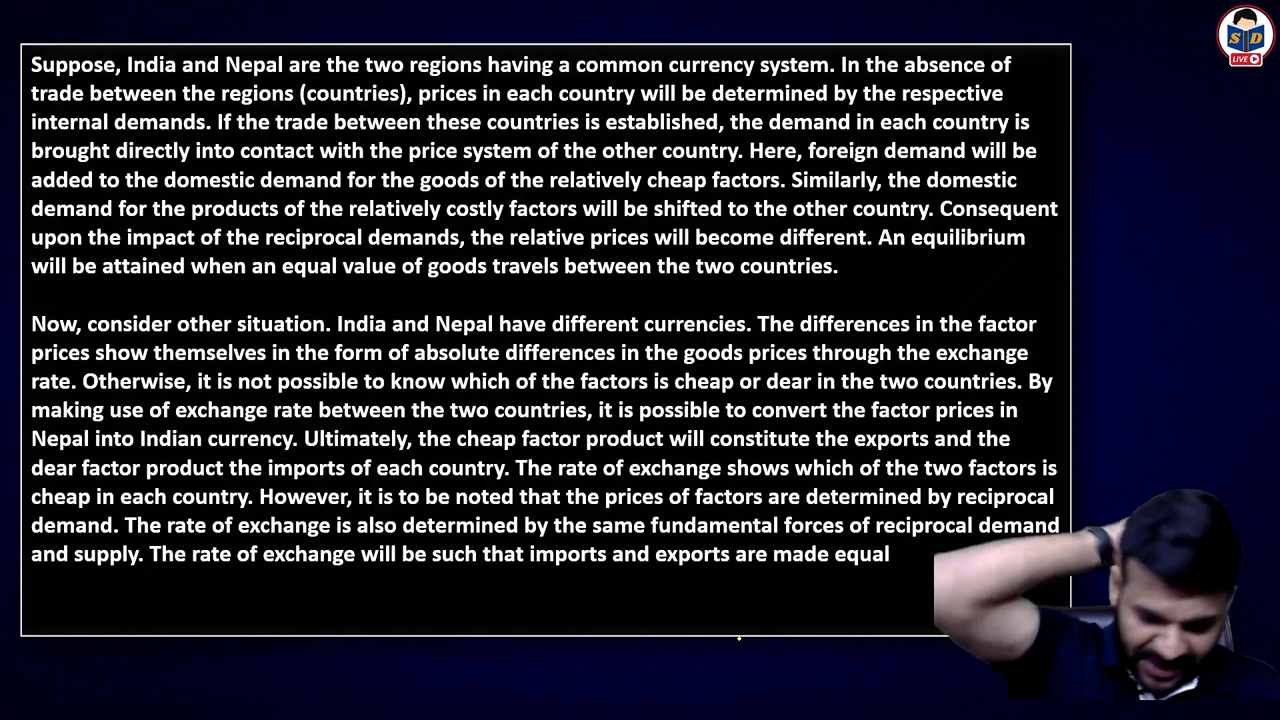 S D
LIVE
Suppose, India and Nepal are the two regions having a common currency system. In the absence of
trade between the regions (countries), prices in each country will be determined by the respective
internal demands. If the trade between these countries is established, the demand in each country is
brought directly into contact with the price system of the other country. Here, foreign demand will be
added to the domestic demand for the goods of the relatively cheap factors. Similarly, the domestic
demand for the products of the relatively costly factors will be shifted to the other country. Consequent
upon the impact of the reciprocal demands, the relative prices will become different. An equilibrium
will be attained when an equal value of goods travels between the two countries.
Now, consider other situation. India and Nepal have different currencies. The differences in the factor
prices show themselves in the form of absolute differences in the goods prices through the exchange
rate. Otherwise, it is not possible to know which of the factors is cheap or dear in the two countries. By
making use of exchange rate between the two countries, it is possible to convert the factor prices in
Nepal into Indian currency. Ultimately, the cheap factor product will constitute the exports and the
dear factor product the imports of each country. The rate of exchange shows which of the two factors is
cheap in each country. However, it is to be noted that the prices of factors are determined by reciprocal
demand. The rate of exchange is also determined by the same fundamental forces of reciprocal demand
and supply. The rate of exchange will be such that imports and exports are made equal